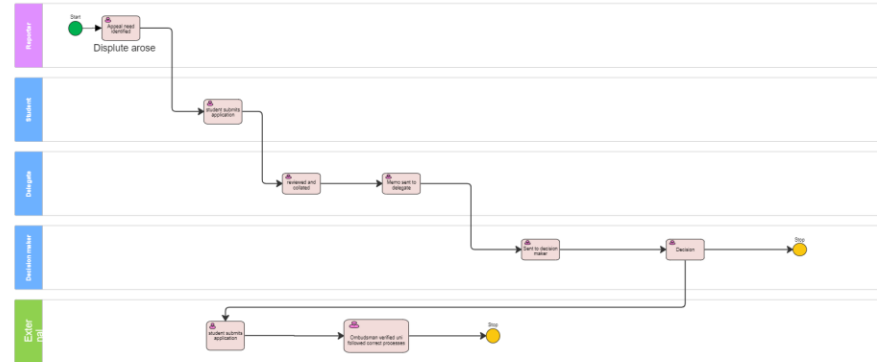 Reporter
Start
Appeal need
identified
Displute arose
Student
student submits
application
Delegate
reviewed and
collated
Memo sent to
delegate
Decision maker
Sent to decision
maker
Decision
Stop
Exter
nal
student submits
application
Ombudsman verified uni
followed correct processes
Stop